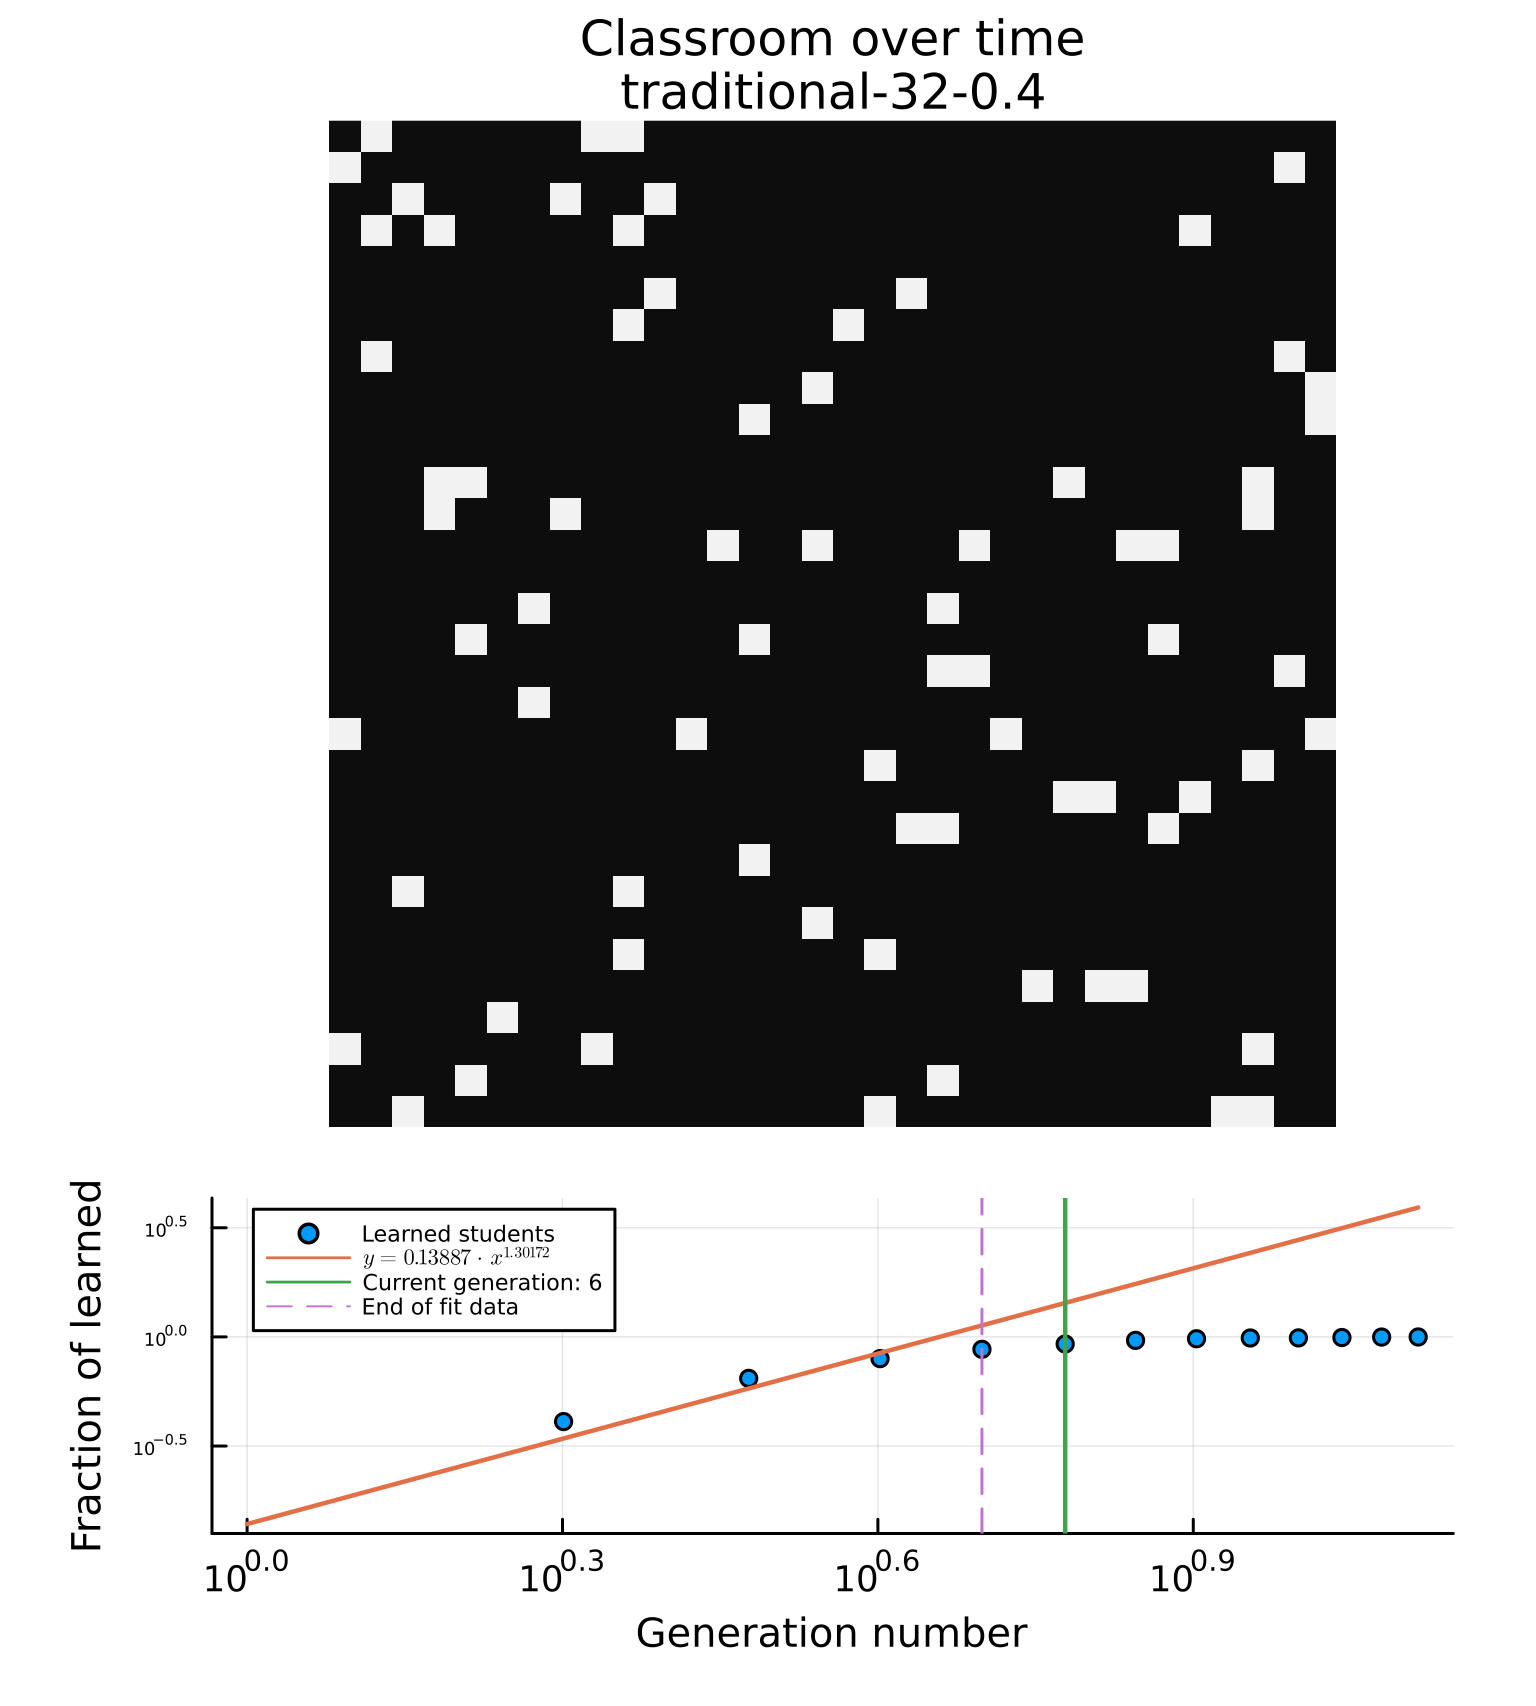 Classroom over time
traditional-32-0.4
Fraction of learned
10^0.5
10^0.0
10^−0.5
Learned students
y = 0.13887 · x^1.30172
Current generation: 6
End of fit data
10^0.0 10^0.3 10^0.6 10^0.9
Generation number